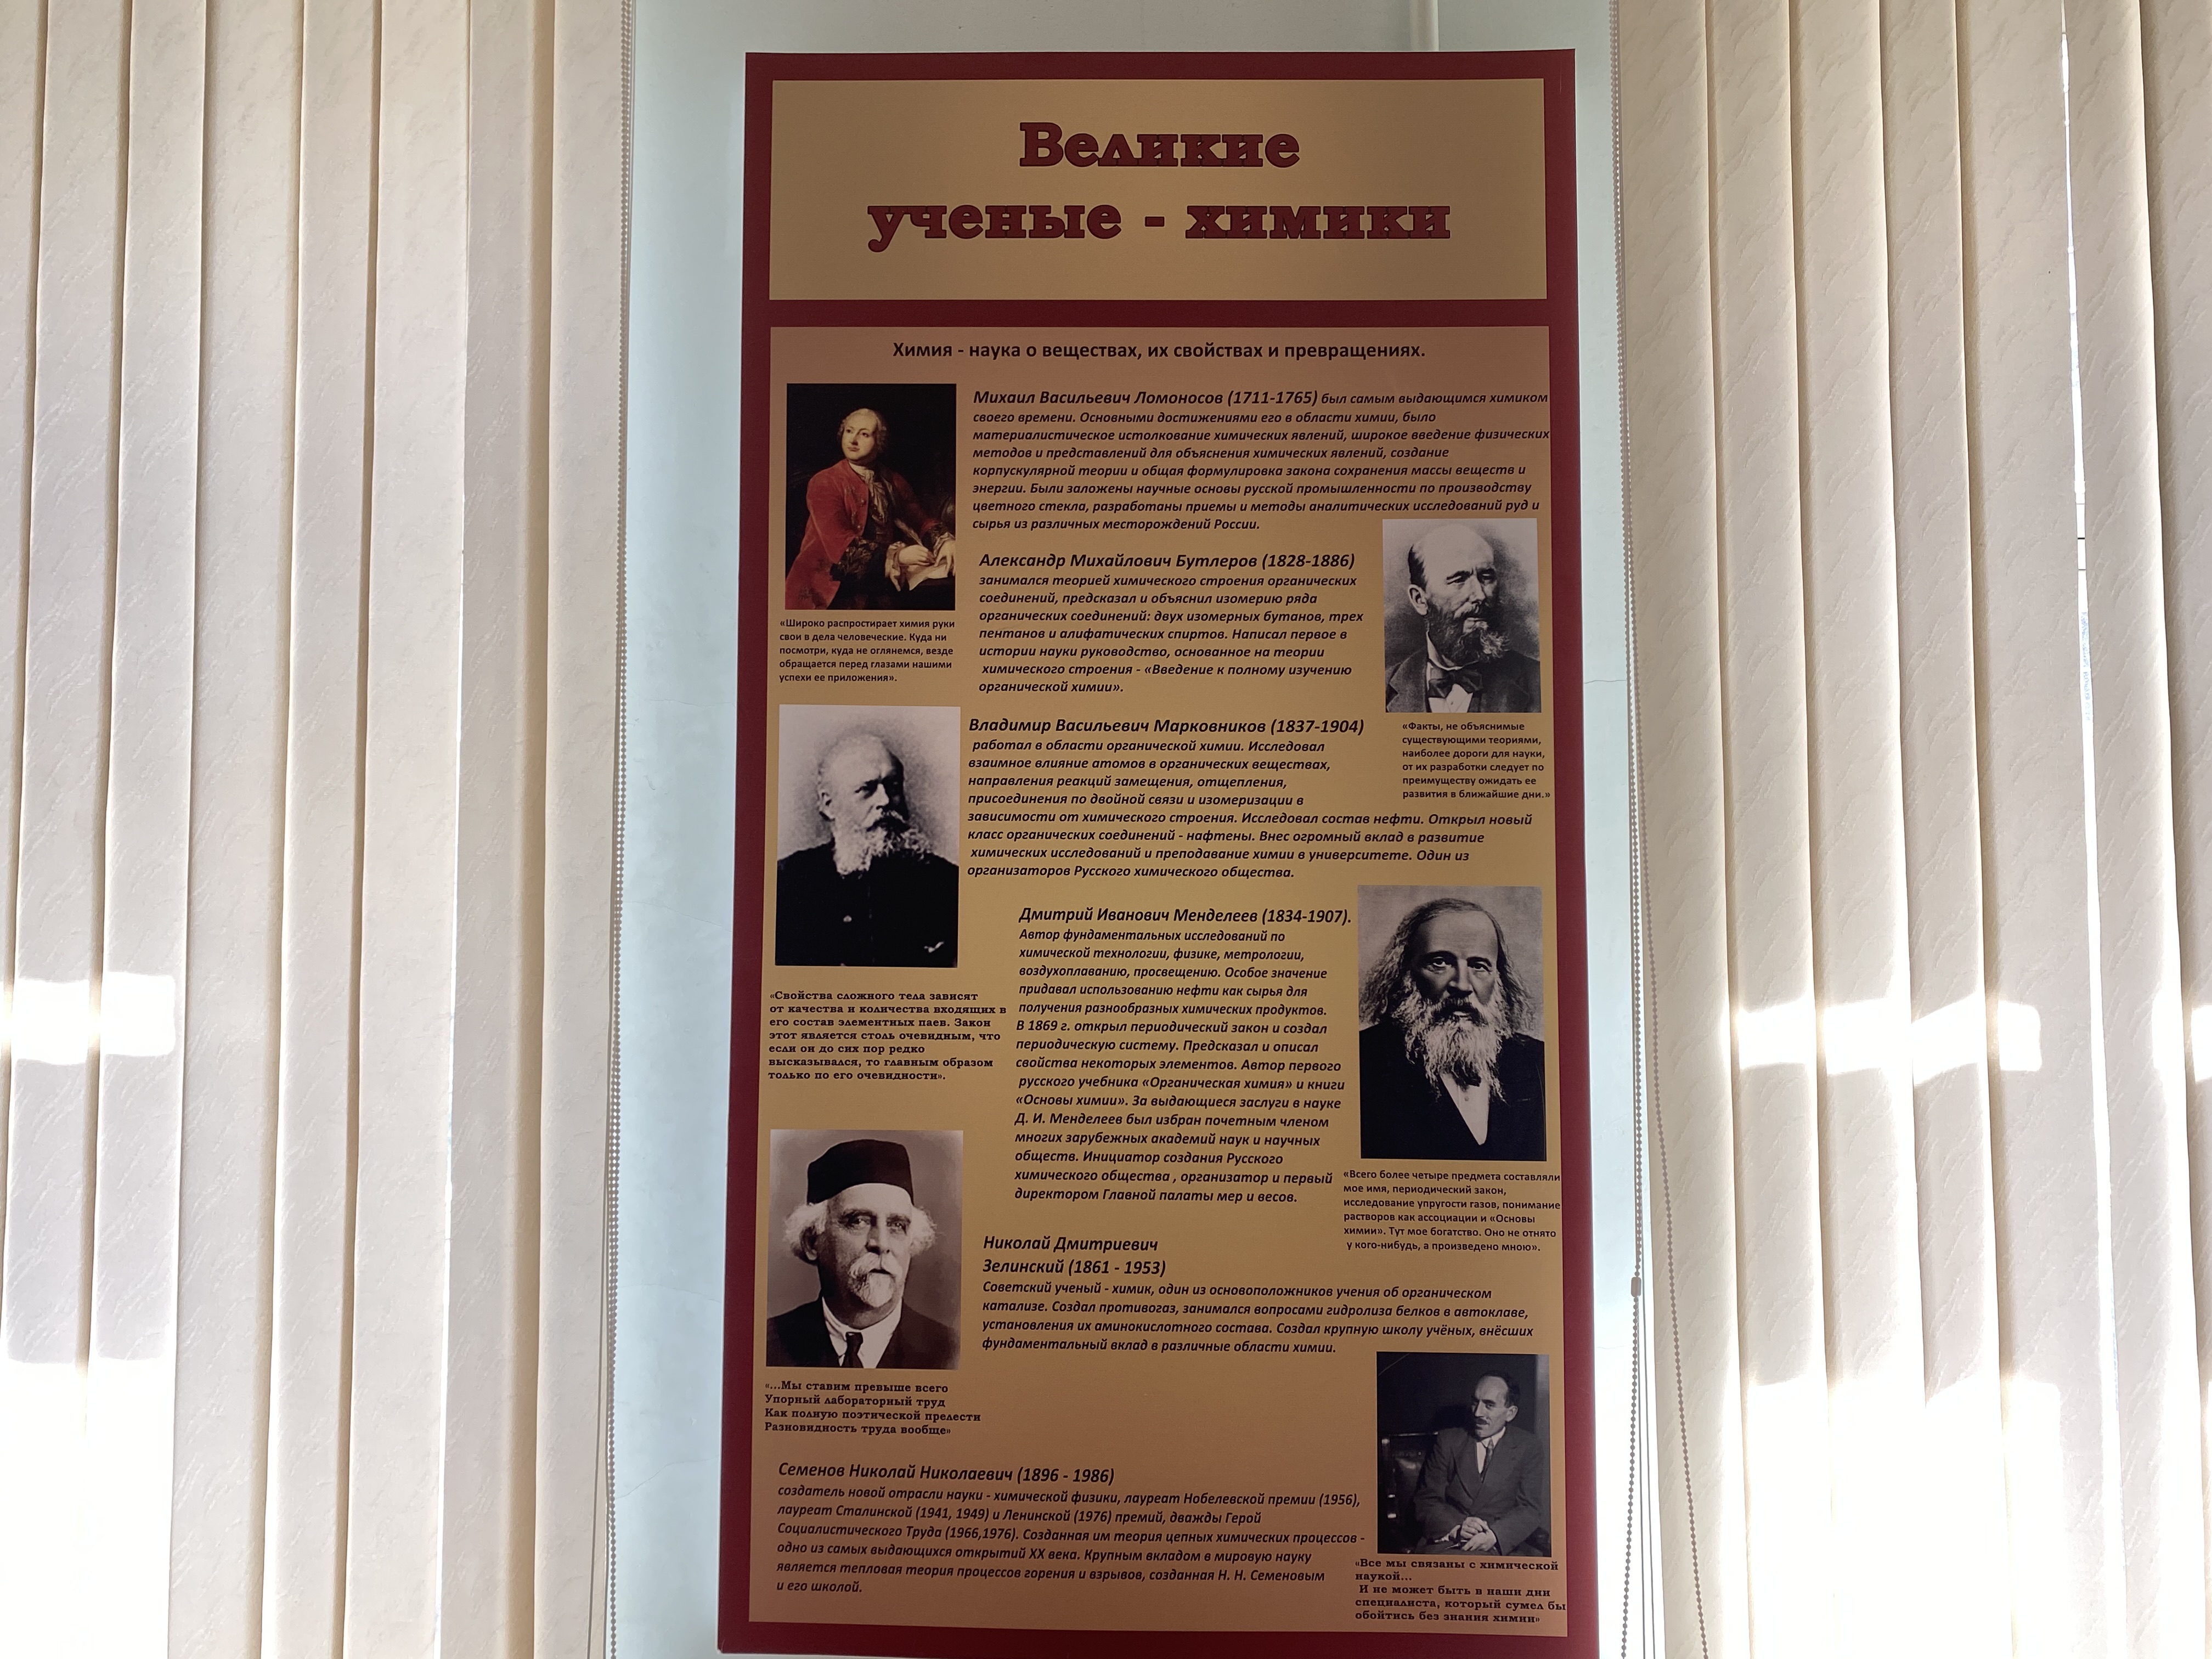 Великие
ученые - химики
Химия - наука о веществах, их свойствах и превращениях.
Михаил Васильевич Ломоносов (1711-1765) был самым выдающимся химиком
своего времени. Основными достижениями его в области химии, было
материалистическое истолкование химических явлений, широкое введение физических
методов и представлений для объяснения химических явлений, создание
корпускулярной теории и общая формулировка закона сохранения массы веществ и
энергии. Были заложены научные основы русской промышленности по производству
цветного стекла, разработаны приемы и методы аналитических исследований руд и
сырья из различных месторождений России.
«Широко распростирает химия руки
свои в дела человеческие. Куда ни
посмотри, куда не оглянемся, везде
обращается перед глазами нашими
успехи ее приложения».
Александр Михайлович Бутлеров (1828-1886)
занимался теорией химического строения органических
соединений, предсказал и объяснил изомерию ряда
органических соединений: двух изомерных бутанов, трех
пентанов и алифатических спиртов. Написал первое в
истории науки руководство, основанное на теории
химического строения - «Введение к полному изучению
органической химии».
«Факты, не объяснимые
существующими теориями,
наиболее дороги для науки,
от их разработки следует по
преимуществу ожидать ее
развития в ближайшие дни.»
Владимир Васильевич Марковников (1837-1904)
работал в области органической химии. Исследовал
взаимное влияние атомов в органических веществах,
направления реакций замещения, отщепления,
присоединения по двойной связи и изомеризации в
зависимости от химического строения. Исследовал состав нефти. Открыл новый
класс органических соединений - нафтены. Внес огромный вклад в развитие
химических исследований и преподавание химии в университете. Один из
организаторов Русского химического общества.
«Свойства сложного тела зависят
от качества и количества входящих в
его состав элементных паев. Закон
этот является столь очевидным, что
если он до сих пор редко
высказывался, то главным образом
только по его очевидности».
Дмитрий Иванович Менделеев (1834-1907).
Автор фундаментальных исследований по
химической технологии, физике, метрологии,
воздухоплаванию, просвещению. Особое значение
придавал использованию нефти как сырья для
получения разнообразных химических продуктов.
В 1869 г. открыл периодический закон и создал
периодическую систему. Предсказал и описал
свойства некоторых элементов. Автор первого
русского учебника «Органическая химия» и книги
«Основы химии». За выдающиеся заслуги в науке
Д. И. Менделеев был избран почетным членом
многих зарубежных академий наук и научных
обществ. Инициатор создания Русского
химического общества , организатор и первый
директором Главной палаты мер и весов.
«Всего более четыре предмета составляли
мое имя, периодический закон,
исследование упругости газов, понимание
растворов как ассоциации и «Основы
химии». Тут мое богатство. Оно не отнято
у кого-нибудь, а произведено мною».
Николай Дмитриевич
Зелинский (1861 - 1953)
Советский ученый - химик, один из основоположников учения об органическом
катализе. Создал противогаз, занимался вопросами гидролиза белков в автоклаве,
установления их аминокислотного состава. Создал крупную школу учёных, внёсших
фундаментальный вклад в различные области химии.
«...Мы ставим превыше всего
Упорный лабораторный труд
Как полную поэтической прелести
Разновидность труда вообще»
Семенов Николай Николаевич (1896 - 1986)
создатель новой отрасли науки - химической физики, лауреат Нобелевской премии (1956),
лауреат Сталинской (1941, 1949) и Ленинской (1976) премий, дважды Герой
Социалистического Труда (1966,1976). Созданная им теория цепных химических процессов -
одно из самых выдающихся открытий XX века. Крупным вкладом в мировую науку
является тепловая теория процессов горения и взрывов, созданная Н. Н. Семеновым
и его школой.
«Все мы связаны с химической
наукой...
И не может быть в наши дни
специалиста, который сумел бы
обойтись без знания химии»